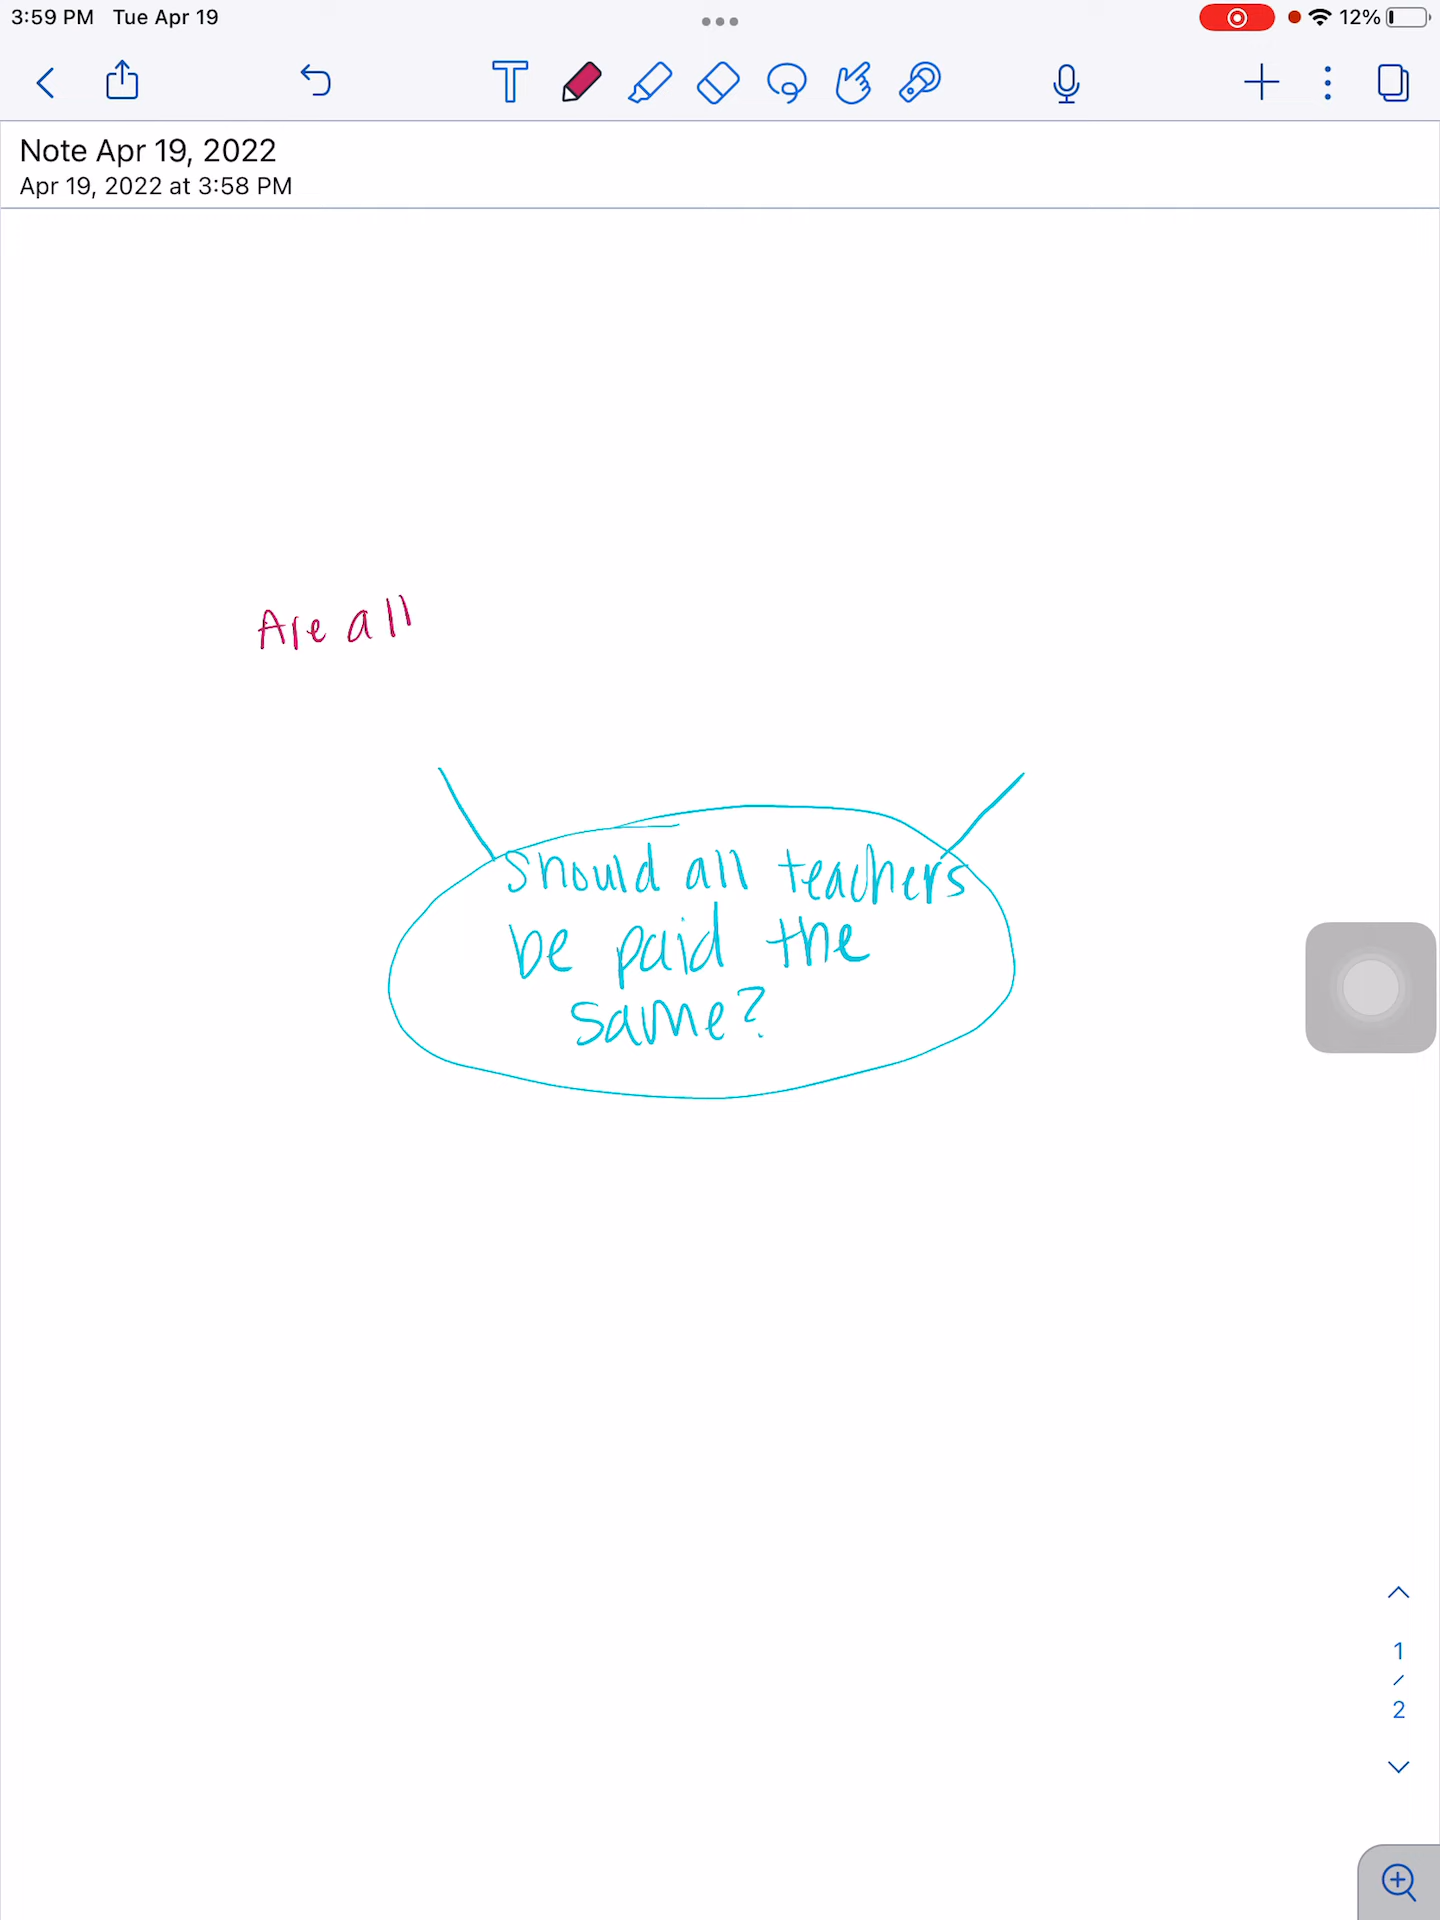 3:59 PM Tue Apr 19
12%
Note Apr 19, 2022
Apr 19, 2022 at 3:58 PM
Are all
Should all teachers
be paid the
same?
1
/
2